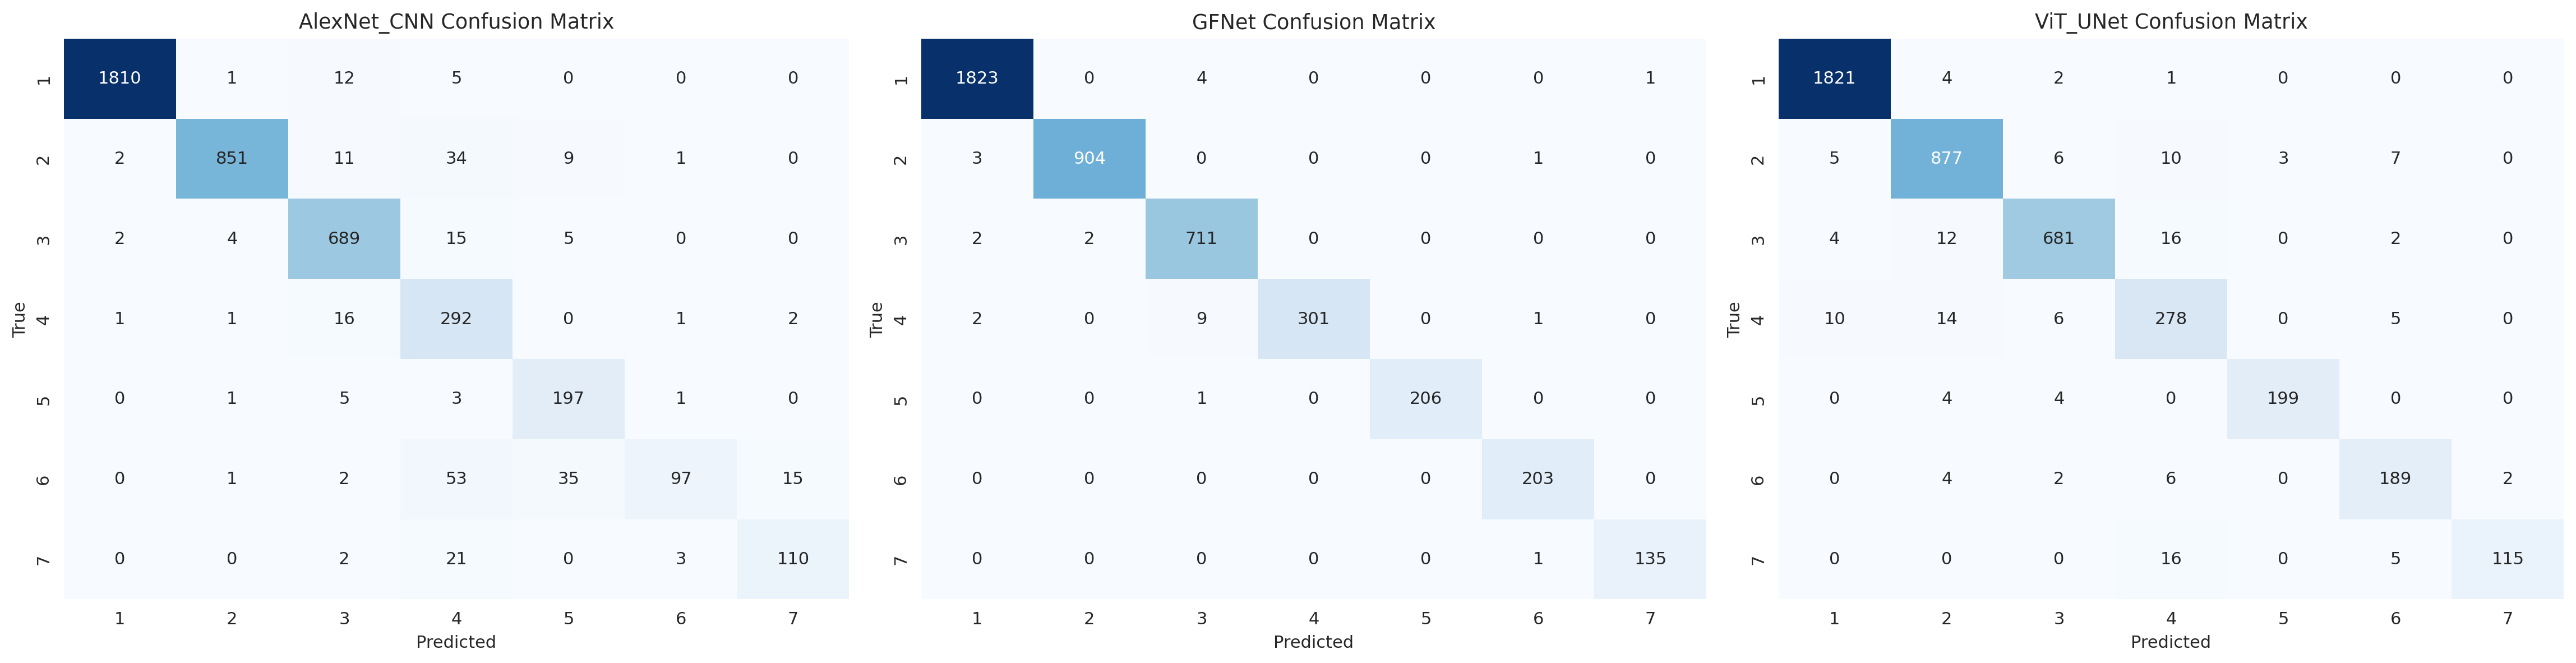 AlexNet_CNN Confusion Matrix
1 1810 1 12 5 0 0 0
2 2 851 11 34 9 1 0
3 2 4 689 15 5 0 0
True
4 1 1 16 292 0 1 2
5 0 1 5 3 197 1 0
6 0 1 2 53 35 97 15
7 0 0 2 21 0 3 110
1 2 3 4 5 6 7
Predicted
GFNet Confusion Matrix
1 1823 0 4 0 0 0 1
2 3 904 0 0 0 1 0
3 2 2 711 0 0 0 0
True
4 2 0 9 301 0 1 0
5 0 0 1 0 206 0 0
6 0 0 0 0 0 203 0
7 0 0 0 0 0 1 135
1 2 3 4 5 6 7
Predicted
ViT_UNet Confusion Matrix
1 1821 4 2 1 0 0 0
2 5 877 6 10 3 7 0
3 4 12 681 16 0 2 0
True
4 10 14 6 278 0 5 0
5 0 4 4 0 199 0 0
6 0 4 2 6 0 189 2
7 0 0 0 16 0 5 115
1 2 3 4 5 6 7
Predicted